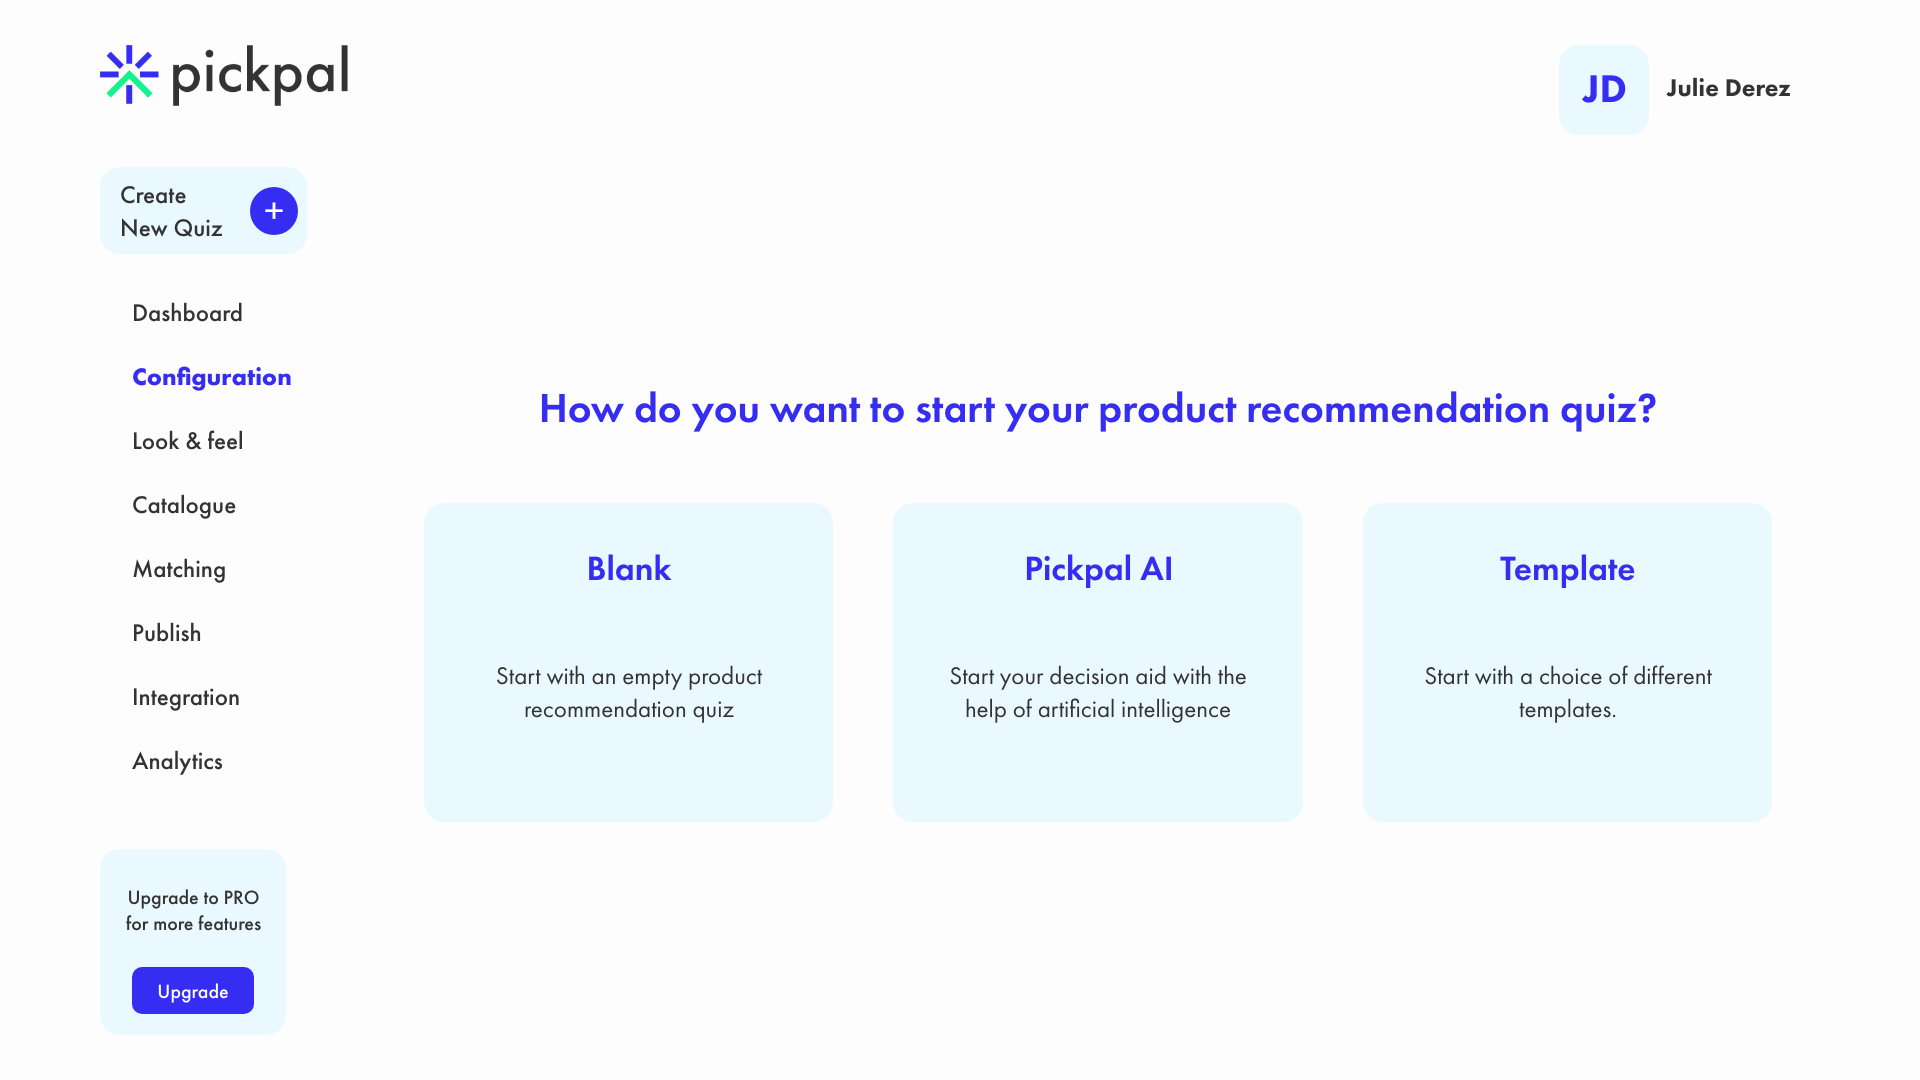 pickpal
JD
Julie Derez
Create
New Quiz
+
Dashboard
Configuration
Look & feel
Catalogue
Matching
Publish
Integration
Analytics
How do you want to start your product recommendation quiz?
Blank
Start with an empty product
recommendation quiz
Pickpal AI
Start your decision aid with the
help of artificial intelligence
Template
Start with a choice of different
templates.
Upgrade to PRO
for more features
Upgrade